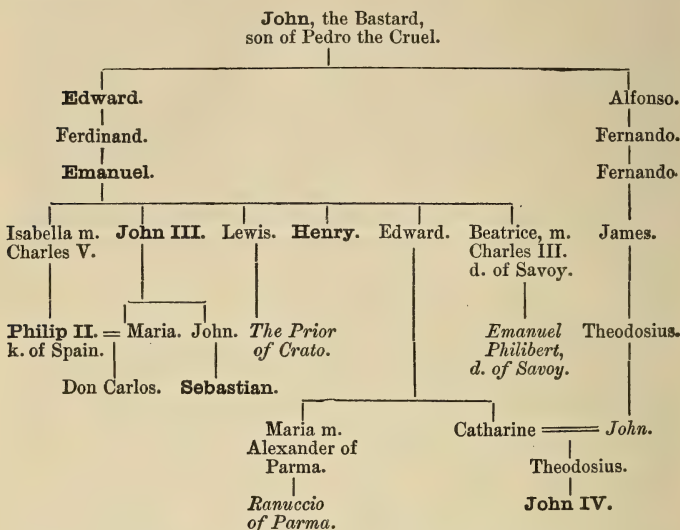 John, the Bastard,
son of Pedro the Cruel.
Edward. Alfonso.
Ferdinand. Fernando.
Emanuel. Fernando.
Isabella m. John III. Lewis. Henry. Edward. Beatrice, m. James.
Charles V. Charles III.
d. of Savoy.
Philip II. = Maria. John. The Prior Emanuel Theodosius.
k. of Spain. of Crato. Philibert,
Don Carlos. Sebastian. d. of Savoy.
Maria m. Catharine = John.
Alexander of
Parma. Theodosius.
Ranuccio John IV.
of Parma.